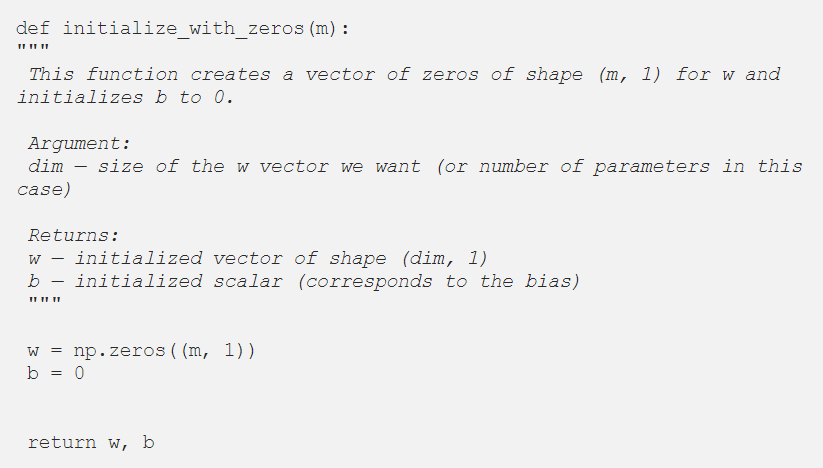 def initialize_with_zeros(m):
"""
This function creates a vector of zeros of shape (m, 1) for w and
initializes b to 0.
Argument:
dim — size of the w vector we want (or number of parameters in this
case)
Returns:
w — initialized vector of shape (dim, 1)
b — initialized scalar (corresponds to the bias)
"""
w = np.zeros((m, 1))
b = 0
return w, b